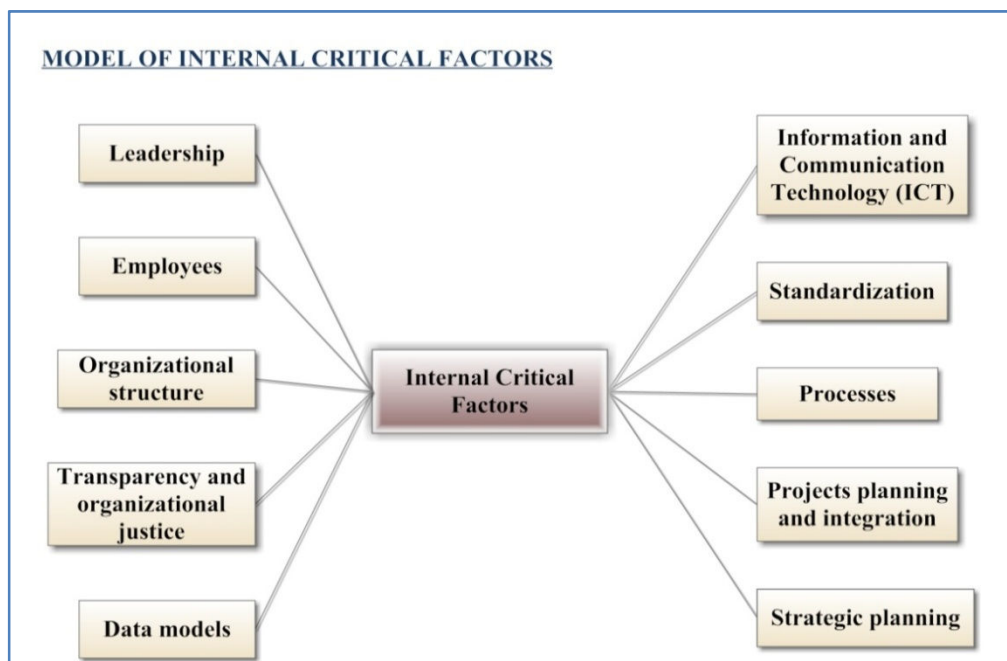 MODEL OF INTERNAL CRITICAL FACTORS
Leadership
Employees
Organizational
structure
Transparency and
organizational
justice
Data models
Internal Critical
Factors
Information and
Communication
Technology (ICT)
Standardization
Processes
Projects planning
and integration
Strategic planning